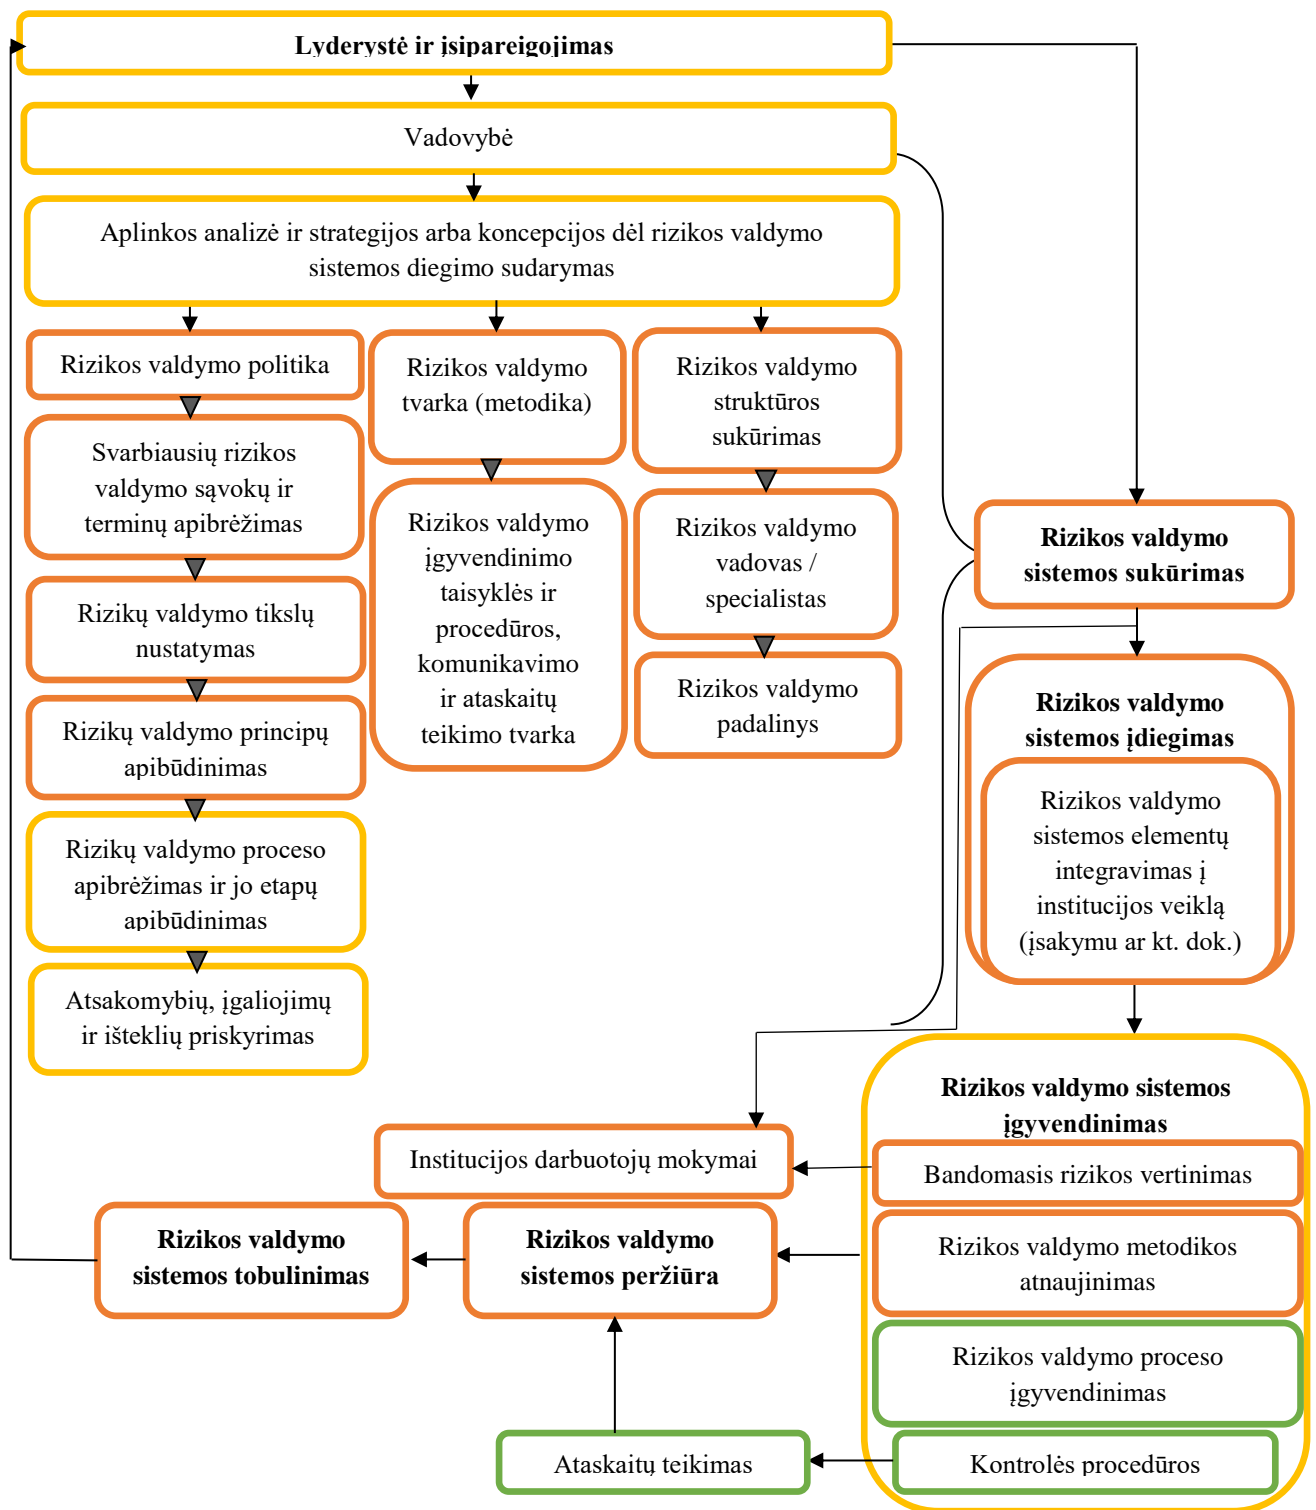 Lyderystė ir įsipareigojimas
Vadovybė
Aplinkos analizė ir strategijos arba koncepcijos dėl rizikos valdymo
sistemos diegimo sudarymas
Rizikos valdymo politika
Svarbiausių rizikos
valdymo sąvokų ir
terminų apibrėžimas
Rizikų valdymo tikslų
nustatymas
Rizikų valdymo principų
apibūdinimas
Rizikų valdymo proceso
apibrėžimas ir jo etapų
apibūdinimas
Atsakomybių, įgaliojimų
ir išteklių priskyrimas
Rizikos valdymo
tvarka (metodika)
Rizikos valdymo
įgyvendinimo
taisyklės ir
procedūros,
komunikavimo
ir ataskaitų
teikimo tvarka
Rizikos valdymo
struktūros
sukūrimas
Rizikos valdymo
vadovas /
specialistas
Rizikos valdymo
padalinys
Rizikos valdymo
sistemos sukūrimas
Rizikos valdymo
sistemos įdiegimas
Rizikos valdymo
sistemos elementų
integravimas į
institucijos veiklą
(įsakymu ar kt. dok.)
Rizikos valdymo sistemos
įgyvendinimas
Bandomasis rizikos vertinimas
Rizikos valdymo metodikos
atnaujinimas
Rizikos valdymo proceso
įgyvendinimas
Kontrolės procedūros
Institucijos darbuotojų mokymai
Rizikos valdymo
sistemos peržiūra
Rizikos valdymo
sistemos tobulinimas
Ataskaitų teikimas